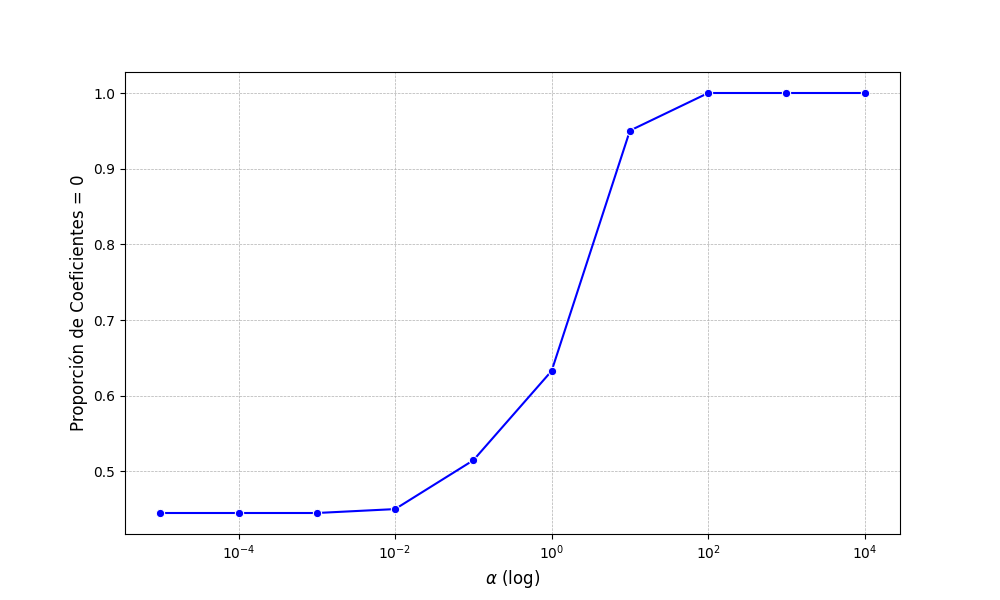 1.0
0.9
0.8
0.7
0.6
0.5
Proporción de Coeficientes = 0
10⁻⁴ 10⁻² 10⁰ 10² 10⁴
α (log)